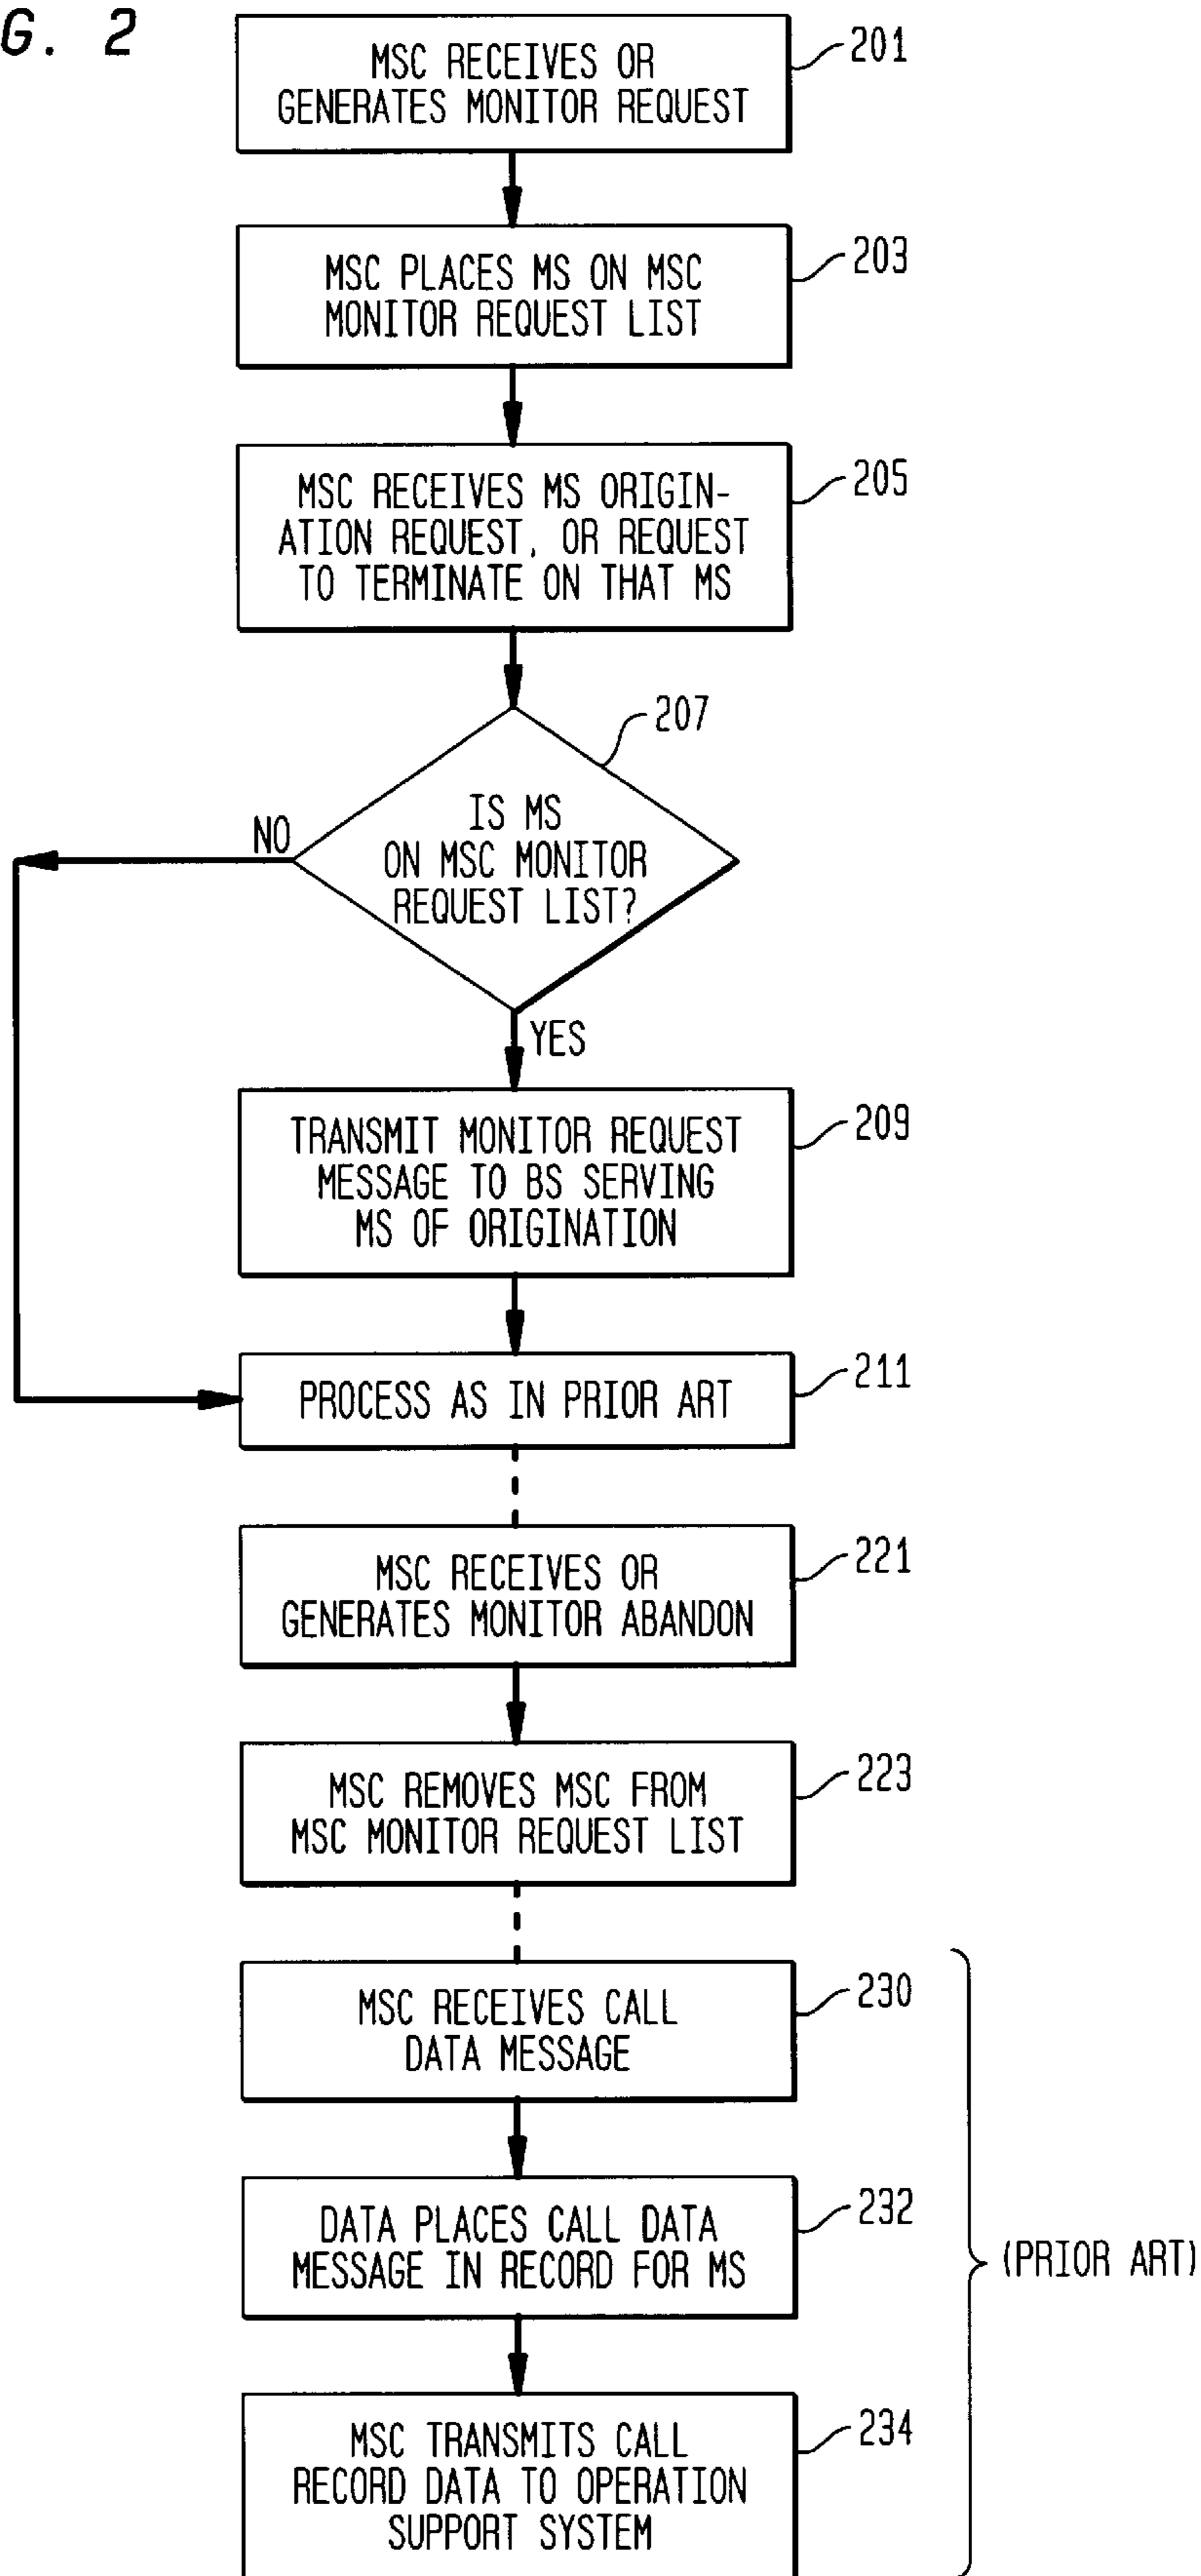 G. 2
MSC RECEIVES OR
GENERATES MONITOR REQUEST
201
MSC PLACES MS ON MSC
MONITOR REQUEST LIST
203
MSC RECEIVES MS ORIGIN-
ATION REQUEST, OR REQUEST
TO TERMINATE ON THAT MS
205
207
IS MS
ON MSC MONITOR
REQUEST LIST?
NO
YES
TRANSMIT MONITOR REQUEST
MESSAGE TO BS SERVING
MS OF ORIGINATION
209
PROCESS AS IN PRIOR ART
211
MSC RECEIVES OR
GENERATES MONITOR ABANDON
221
MSC REMOVES MSC FROM
MSC MONITOR REQUEST LIST
223
MSC RECEIVES CALL
DATA MESSAGE
230
DATA PLACES CALL DATA
MESSAGE IN RECORD FOR MS
232
(PRIOR ART)
MSC TRANSMITS CALL
RECORD DATA TO OPERATION
SUPPORT SYSTEM
234